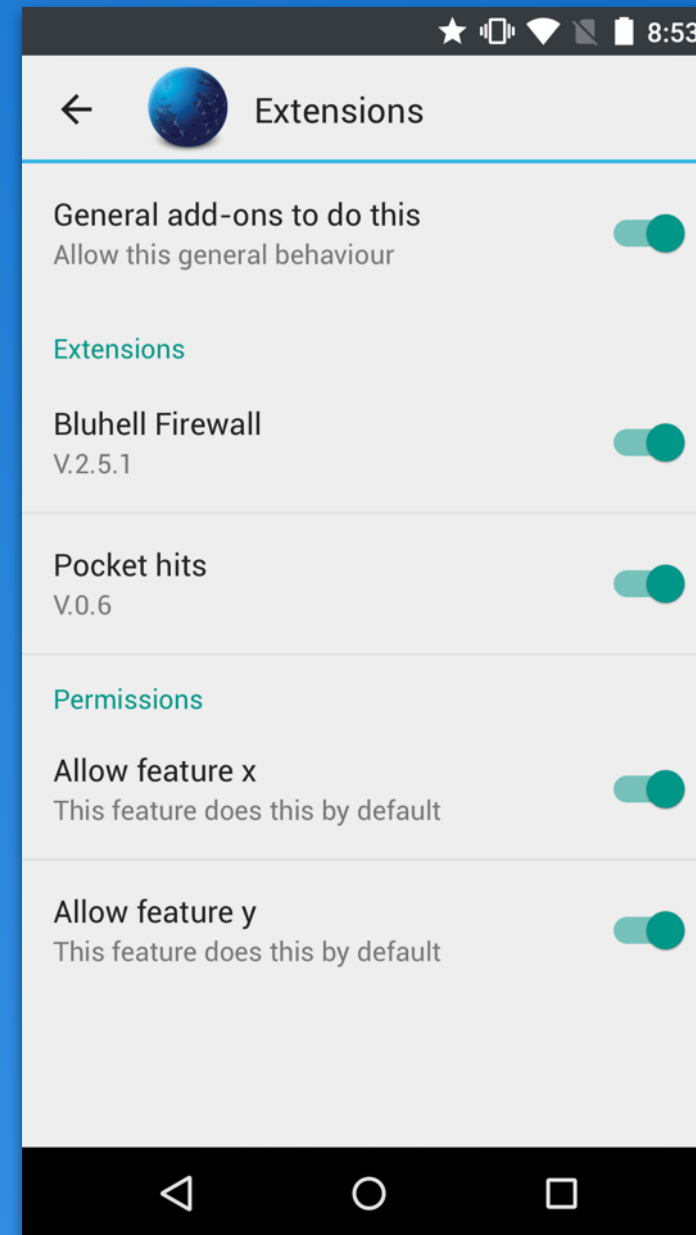 8:53
Extensions
General add-ons to do this
Allow this general behaviour
Extensions
Bluhell Firewall
V.2.5.1
Pocket hits
V.0.6
Permissions
Allow feature x
This feature does this by default
Allow feature y
This feature does this by default